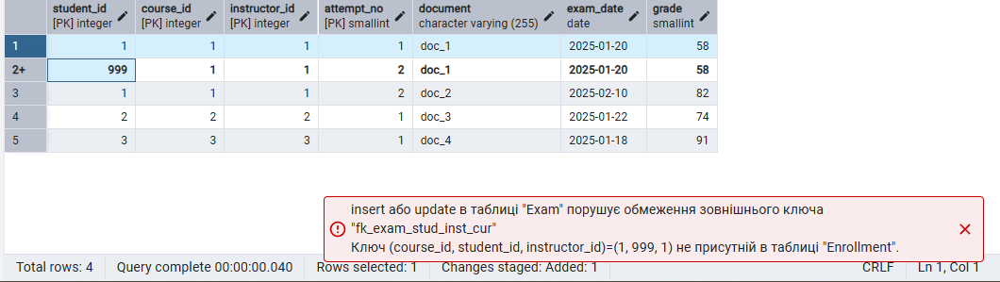 student_id course_id instructor_id attempt_no document exam_date grade
[PK] integer [PK] integer [PK] integer [PK] smallint character varying (255) date smallint
1 1 1 1 1 doc_1 2025-01-20 58
2+ 999 1 1 2 doc_1 2025-01-20 58
3 1 1 1 2 doc_2 2025-02-10 82
4 2 2 2 1 doc_3 2025-01-22 74
5 3 3 3 1 doc_4 2025-01-18 91
insert або update в таблиці "Exam" порушує обмеження зовнішнього ключа
"fk_exam_stud_inst_cur"
Ключ (course_id, student_id, instructor_id)=(1, 999, 1) не присутній в таблиці "Enrollment".
Total rows: 4 Query complete 00:00:00.040 Rows selected: 1 Changes staged: Added: 1 CRLF Ln 1, Col 1